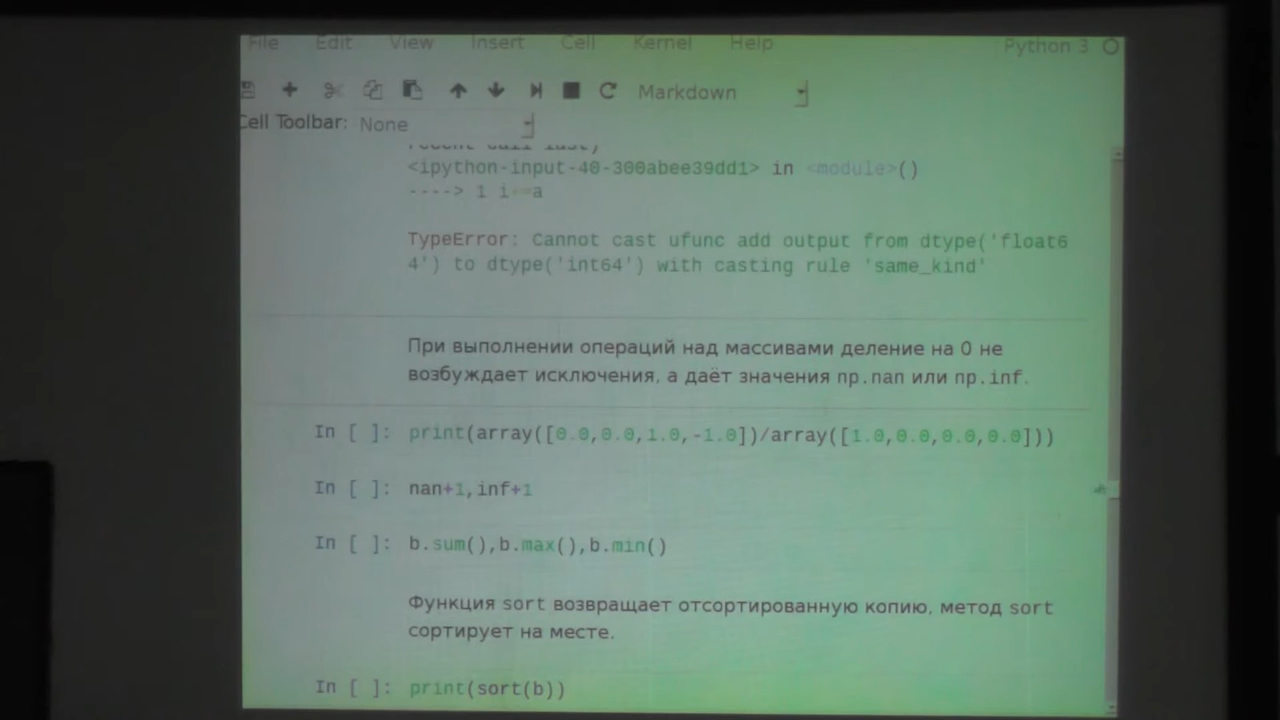 File Edit View Insert Cell Kernel Help Python 3
Markdown
Cell Toolbar: None
recent call last)
<ipython-input-40-300abee39dd1> in <module>()
----> 1 i+=a
TypeError: Cannot cast ufunc add output from dtype('float6
4') to dtype('int64') with casting rule 'same_kind'
При выполнении операций над массивами деление на 0 не
возбуждает исключения, а даёт значения np.nan или np.inf.
In [ ]: print(array([0.0,0.0,1.0,-1.0])/array([1.0,0.0,0.0,0.0]))
In [ ]: nan+1,inf+1
In [ ]: b.sum(),b.max(),b.min()
Функция sort возвращает отсортированную копию, метод sort
сортирует на месте.
In [ ]: print(sort(b))